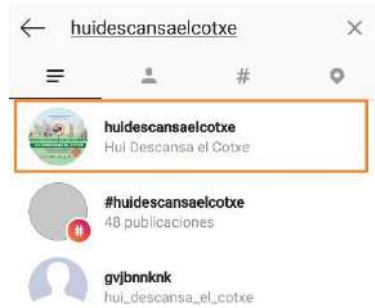 huidescansaelcotxe
#
huidescansaelcotxe
Hui Descansa el Cotxe
#huidescansaelcotxe
#
48 publicaciones
gvjbnnknk
hui_descansa_el_cotxe